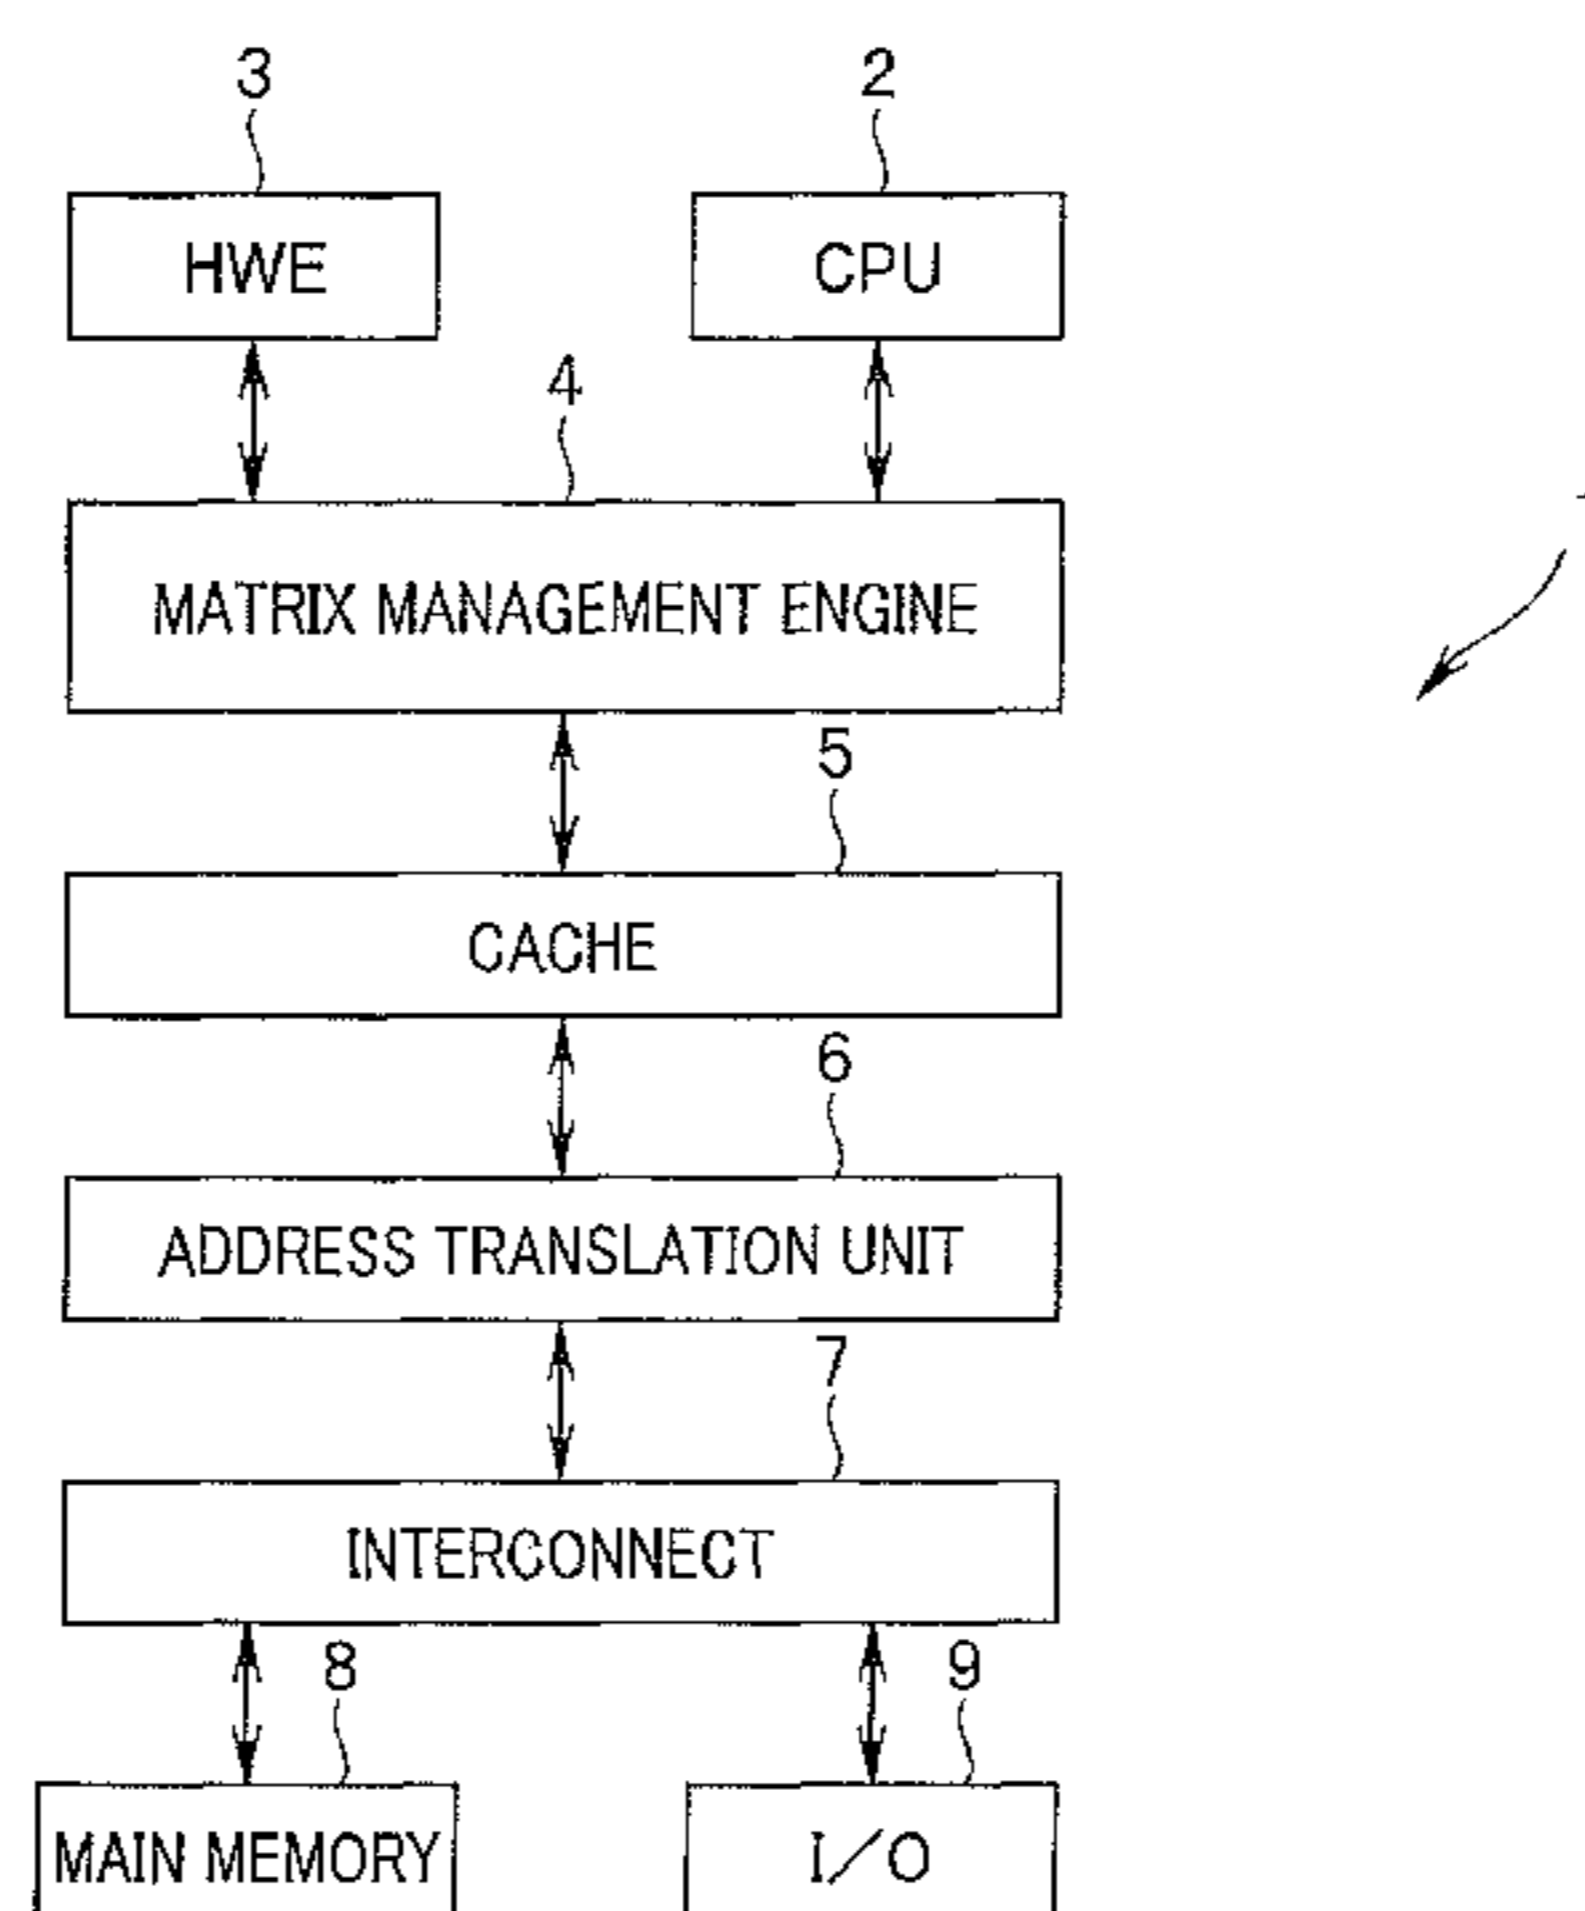 3 2
HWE CPU
4
MATRIX MANAGEMENT ENGINE
5
CACHE
6
ADDRESS TRANSLATION UNIT
7
INTERCONNECT
8 9
MAIN MEMORY I/O